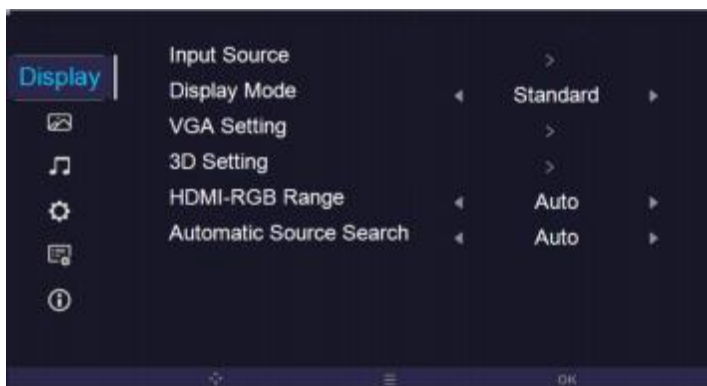 Display
Input Source
Display Mode Standard
VGA Setting
3D Setting
HDMI-RGB Range Auto
Automatic Source Search Auto
OK